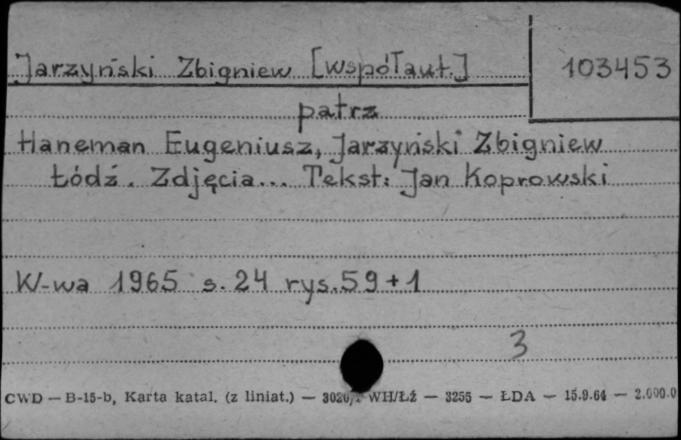 Jarzyński Zbigniew [współaut.] 103453
patrz
Haneman Eugeniusz, Jarzyński Zbigniew
Łódź. Zdjęcia... Tekst: Jan Koprowski
W-wa 1965 s. 24 rys. 59 + 1
3
CWD — B-15-b, Karta katal. (z liniat.) — WH/Łź — 3255 — ŁDA — 15.9.64 — 2.000.0